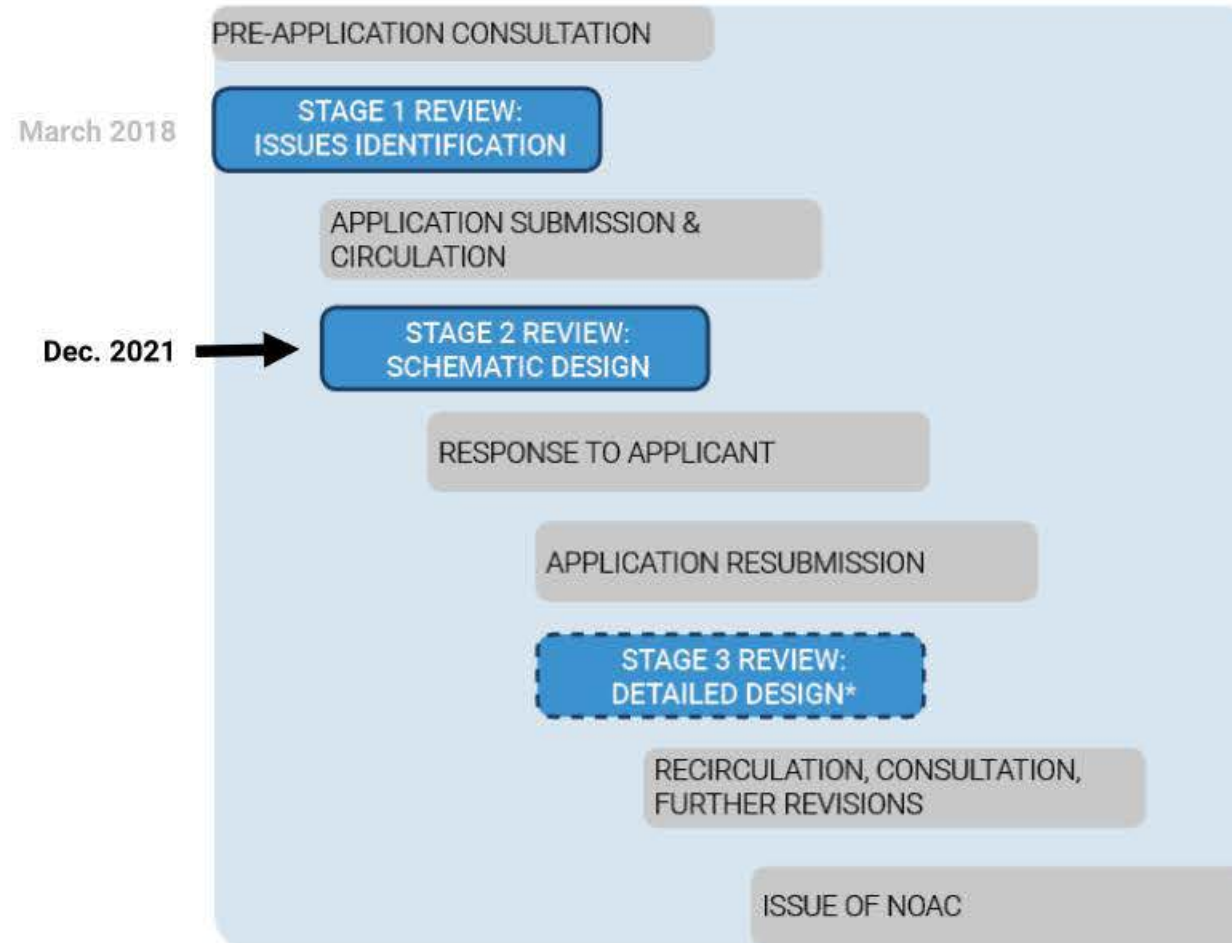 PRE-APPLICATION CONSULTATION
March 2018
STAGE 1 REVIEW:
ISSUES IDENTIFICATION
APPLICATION SUBMISSION &
CIRCULATION
Dec. 2021
STAGE 2 REVIEW:
SCHEMATIC DESIGN
RESPONSE TO APPLICANT
APPLICATION RESUBMISSION
STAGE 3 REVIEW:
DETAILED DESIGN*
RECIRCULATION, CONSULTATION,
FURTHER REVISIONS
ISSUE OF NOAC